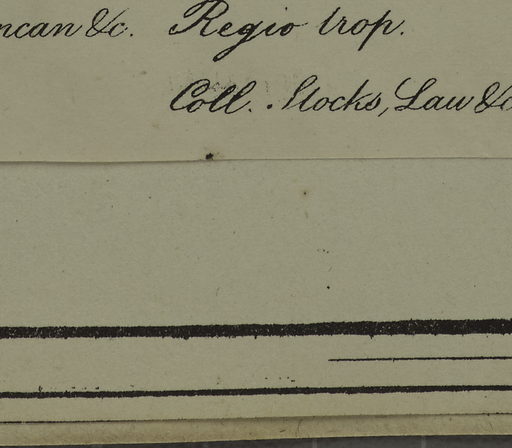 ncan &c. Regio trop.
Coll. Stocks, Law &c